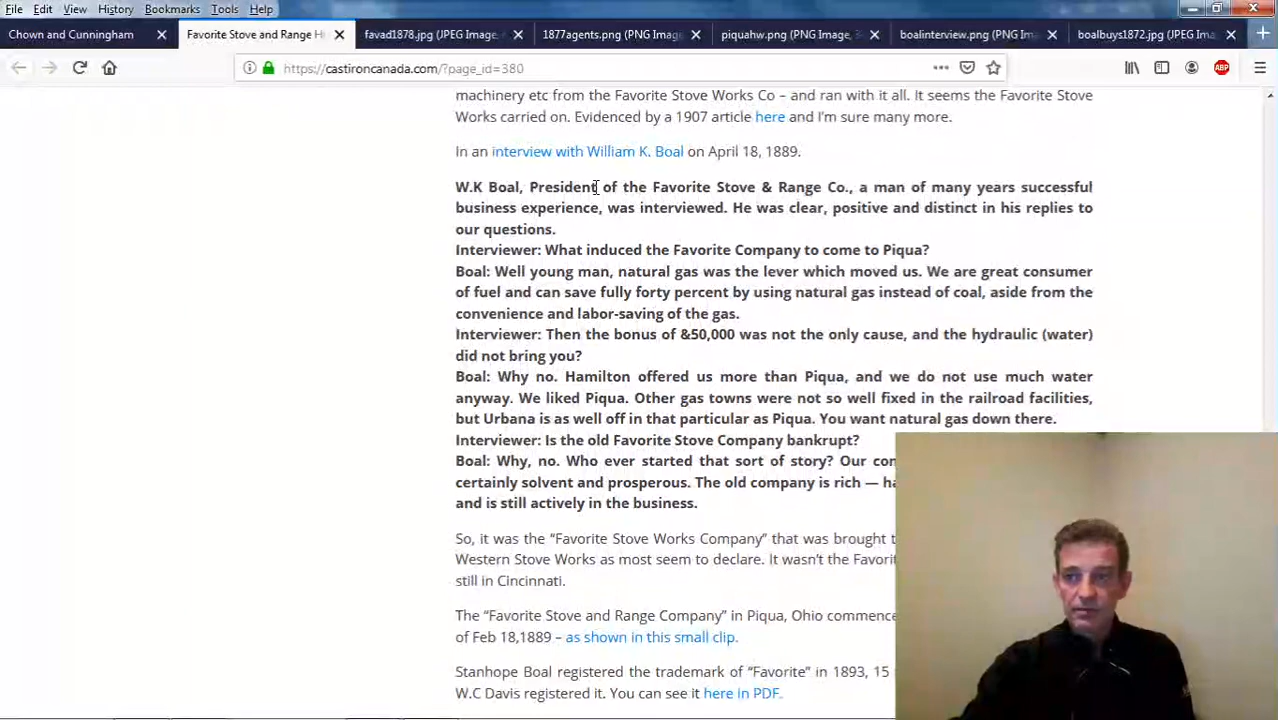 File Edit View History Bookmarks Tools Help
Chown and Cunningham
Favorite Stove and Range H
favad1878.jpg (JPEG Image,
1877agents.png (PNG Image,
piquahw.png (PNG Image, 3
boalinterview.png (PNG Imag
boalbuys1872.jpg (JPEG Imag
https://castironcanada.com/?page_id=380
ABP
machinery etc from the Favorite Stove Works Co – and ran with it all. It seems the Favorite Stove
Works carried on. Evidenced by a 1907 article here and I'm sure many more.
In an interview with William K. Boal on April 18, 1889.
W.K Boal, President of the Favorite Stove & Range Co., a man of many years successful
business experience, was interviewed. He was clear, positive and distinct in his replies to
our questions.
Interviewer: What induced the Favorite Company to come to Piqua?
Boal: Well young man, natural gas was the lever which moved us. We are great consumer
of fuel and can save fully forty percent by using natural gas instead of coal, aside from the
convenience and labor-saving of the gas.
Interviewer: Then the bonus of &50,000 was not the only cause, and the hydraulic (water)
did not bring you?
Boal: Why no. Hamilton offered us more than Piqua, and we do not use much water
anyway. We liked Piqua. Other gas towns were not so well fixed in the railroad facilities,
but Urbana is as well off in that particular as Piqua. You want natural gas down there.
Interviewer: Is the old Favorite Stove Company bankrupt?
Boal: Why, no. Who ever started that sort of story? Our
certainly solvent and prosperous. The old company is rich —
and is still actively in the business.
So, it was the “Favorite Stove Works Company” that was brought
Western Stove Works as most seem to declare. It wasn't the
still in Cincinnati.
The “Favorite Stove and Range Company” in Piqua, Ohio
of Feb 18,1889 – as shown in this small clip.
Stanhope Boal registered the trademark of “Favorite” in 1893, 15
W.C Davis registered it. You can see it here in PDF.